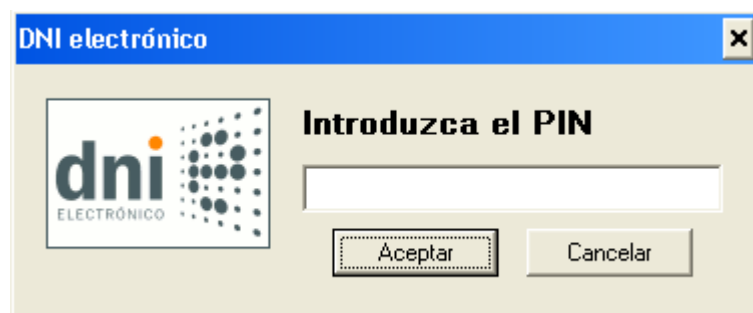 DNI electrónico
dni
ELECTRÓNICO
Introduzca el PIN
Aceptar
Cancelar